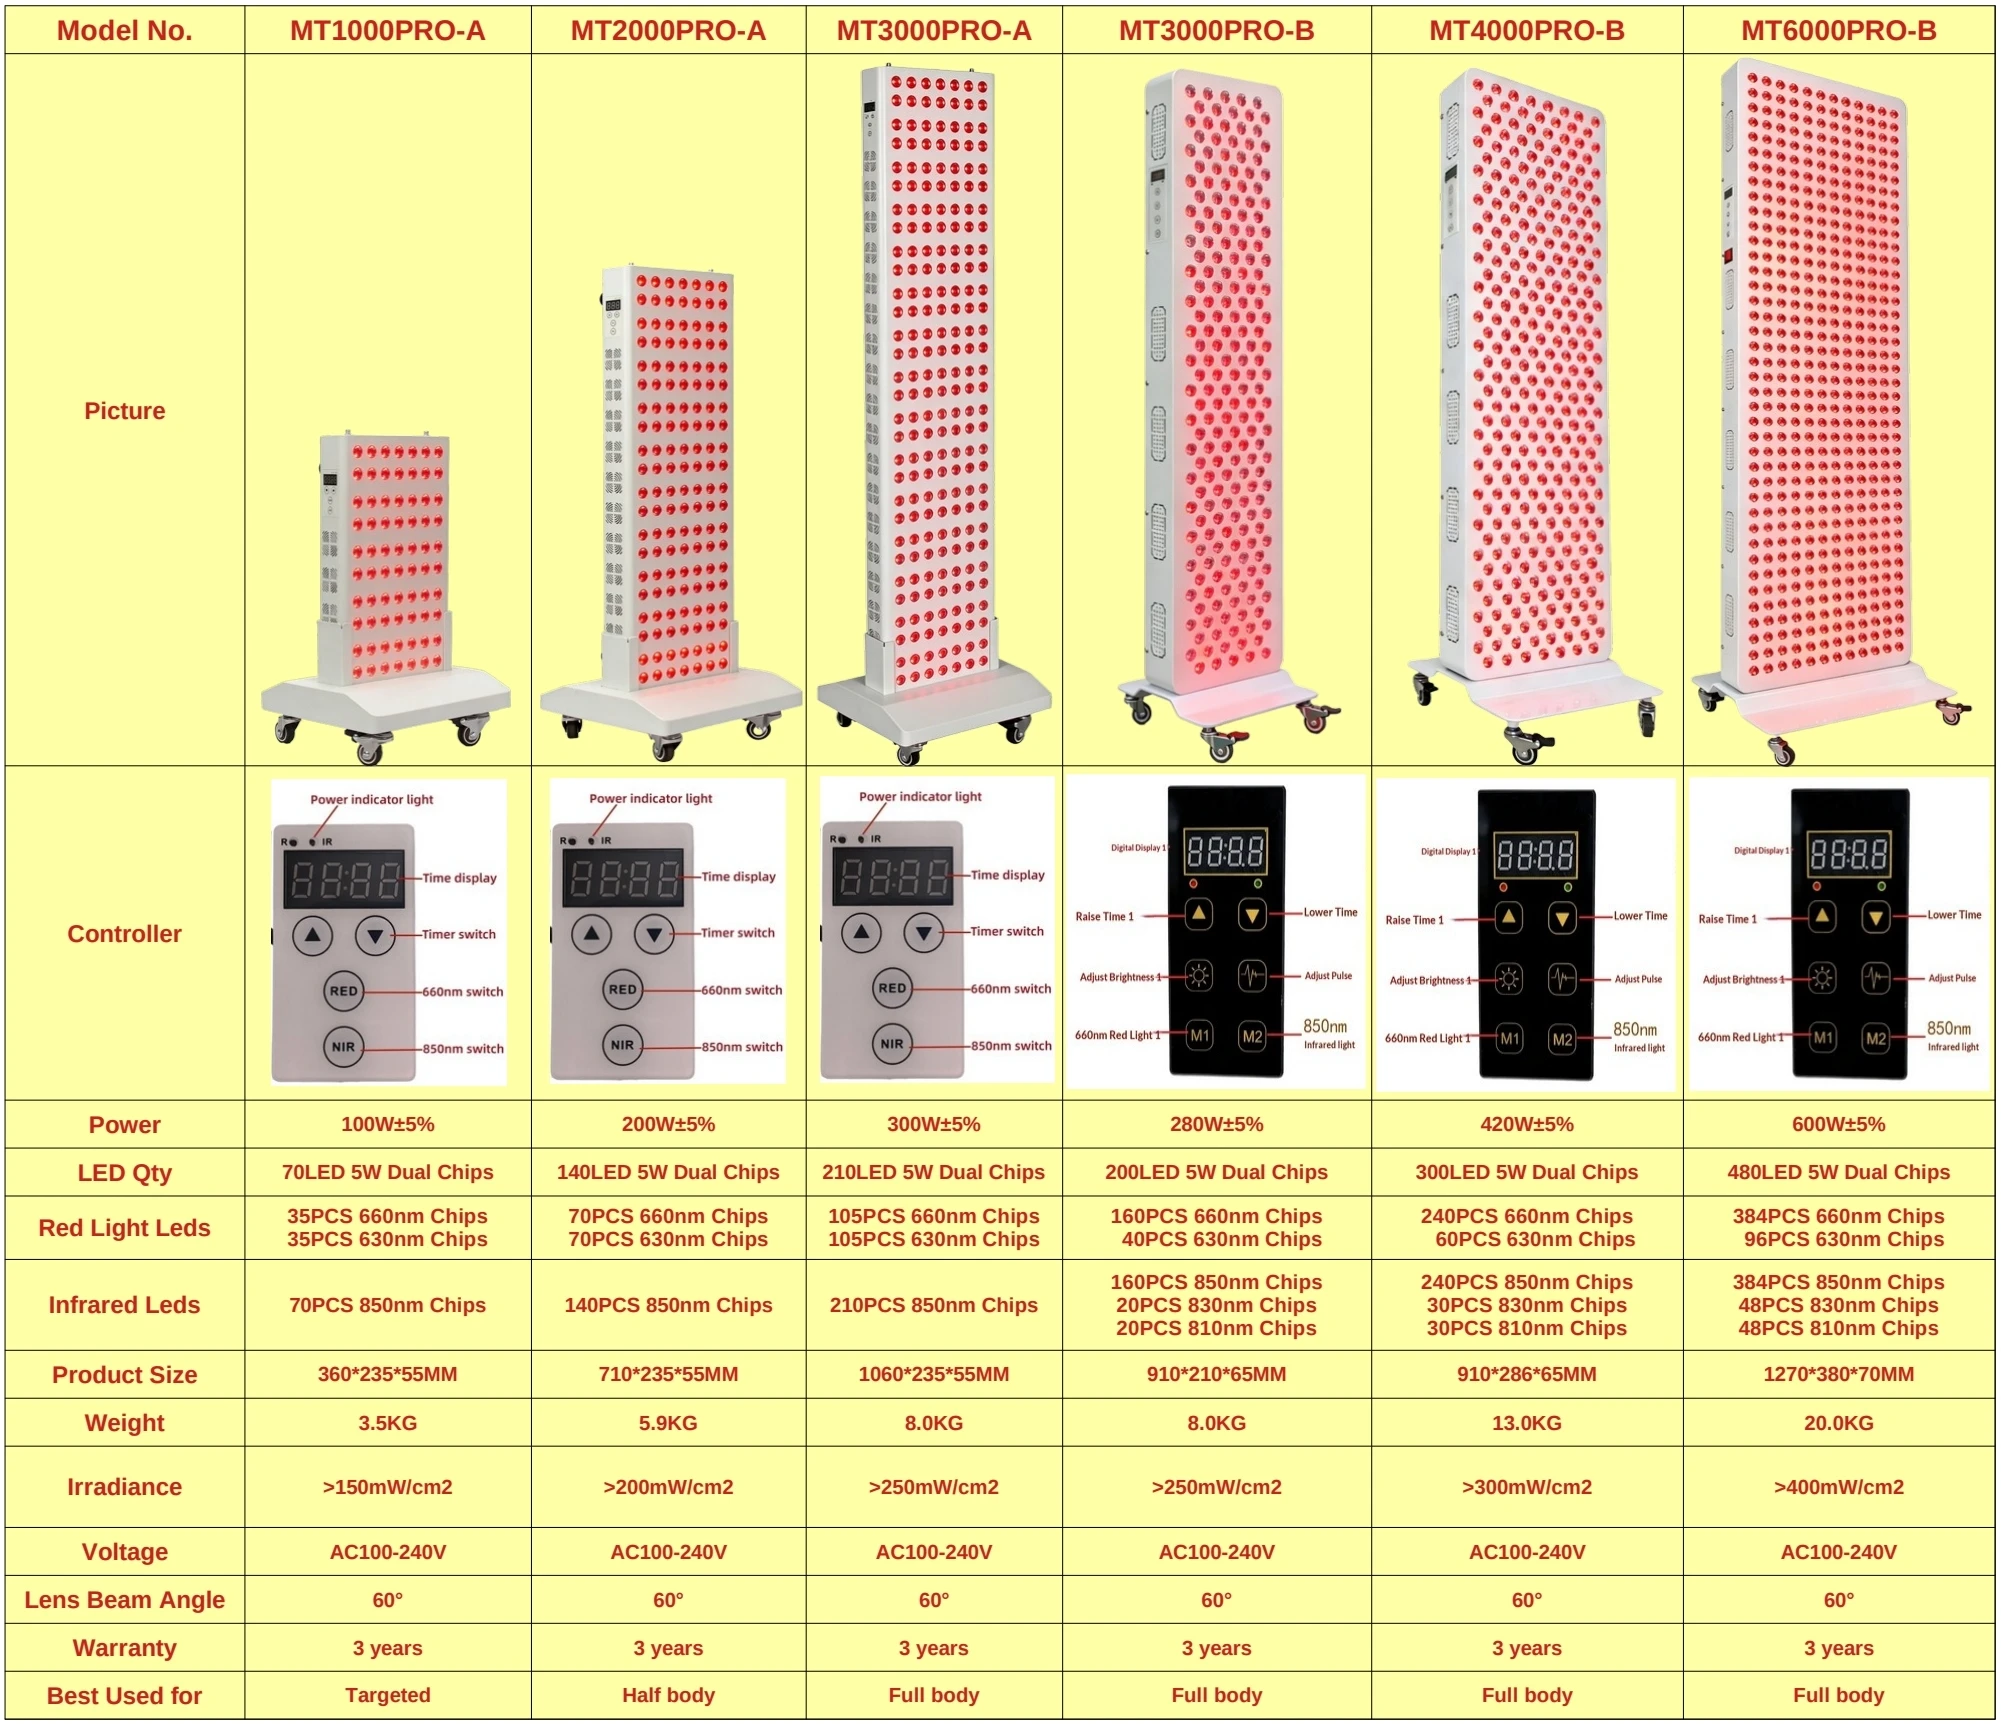 Model No. MT1000PRO-A MT2000PRO-A MT3000PRO-A MT3000PRO-B MT4000PRO-B MT6000PRO-B
Picture
Controller
Power indicator light
R IR
Time display
Timer switch
RED 660nm switch
NIR 850nm switch
Power indicator light
R IR
Time display
Timer switch
RED 660nm switch
NIR 850nm switch
Power indicator light
R IR
Time display
Timer switch
RED 660nm switch
NIR 850nm switch
Digital Display 1
Raise Time 1 Lower Time
Adjust Brightness 1 Adjust Pulse
660nm Red Light 1 M1 M2 850nm
Infrared light
Digital Display 1
Raise Time 1 Lower Time
Adjust Brightness 1 Adjust Pulse
660nm Red Light 1 M1 M2 850nm
Infrared light
Digital Display 1
Raise Time 1 Lower Time
Adjust Brightness 1 Adjust Pulse
660nm Red Light 1 M1 M2 850nm
Infrared light
Power 100W±5% 200W±5% 300W±5% 280W±5% 420W±5% 600W±5%
LED Qty 70LED 5W Dual Chips 140LED 5W Dual Chips 210LED 5W Dual Chips 200LED 5W Dual Chips 300LED 5W Dual Chips 480LED 5W Dual Chips
Red Light Leds
35PCS 660nm Chips 70PCS 660nm Chips 105PCS 660nm Chips 160PCS 660nm Chips 240PCS 660nm Chips 384PCS 660nm Chips
35PCS 630nm Chips 70PCS 630nm Chips 105PCS 630nm Chips 40PCS 630nm Chips 60PCS 630nm Chips 96PCS 630nm Chips
Infrared Leds 70PCS 850nm Chips 140PCS 850nm Chips 210PCS 850nm Chips
160PCS 850nm Chips 240PCS 850nm Chips 384PCS 850nm Chips
20PCS 830nm Chips 30PCS 830nm Chips 48PCS 830nm Chips
20PCS 810nm Chips 30PCS 810nm Chips 48PCS 810nm Chips
Product Size 360*235*55MM 710*235*55MM 1060*235*55MM 910*210*65MM 910*286*65MM 1270*380*70MM
Weight 3.5KG 5.9KG 8.0KG 8.0KG 13.0KG 20.0KG
Irradiance >150mW/cm2 >200mW/cm2 >250mW/cm2 >250mW/cm2 >300mW/cm2 >400mW/cm2
Voltage AC100-240V AC100-240V AC100-240V AC100-240V AC100-240V AC100-240V
Lens Beam Angle 60° 60° 60° 60° 60° 60°
Warranty 3 years 3 years 3 years 3 years 3 years 3 years
Best Used for Targeted Half body Full body Full body Full body Full body